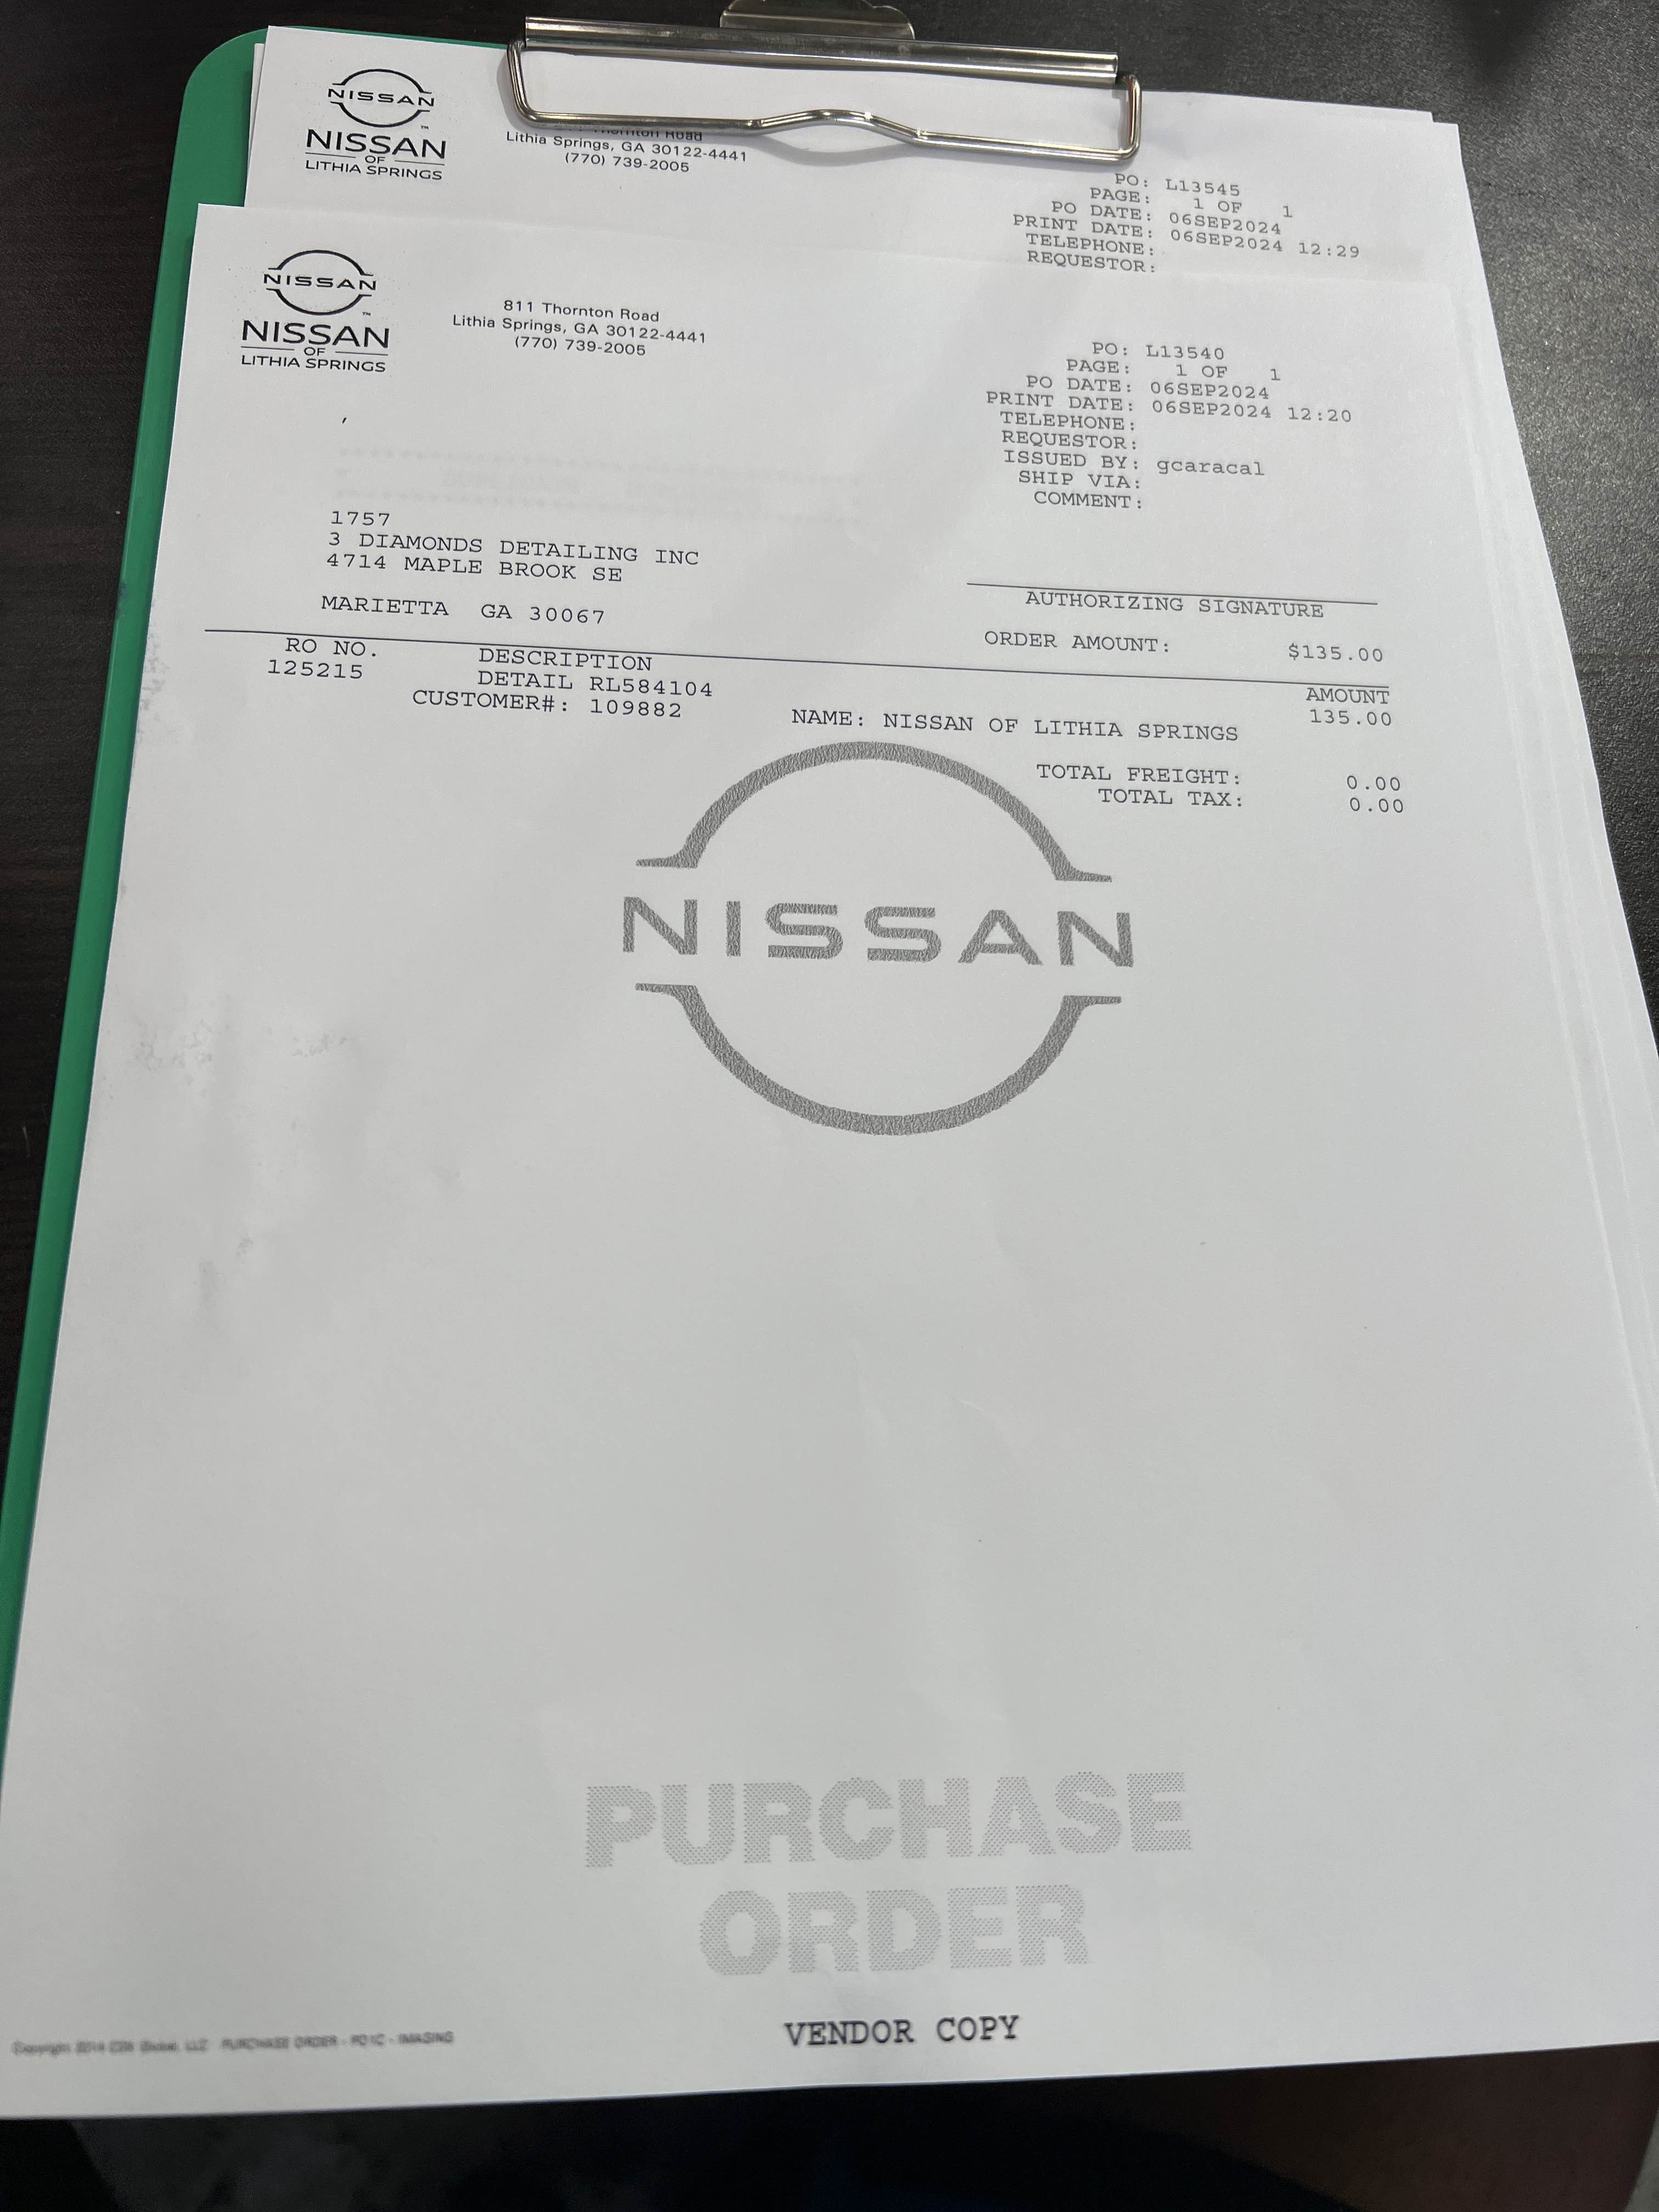 NISSAN
NISSAN
OF
LITHIA SPRINGS
Lithia Springs, GA 30122-4441
(770) 739-2005
PO: L13545
PAGE: 1 OF 1
PO DATE: 06SEP2024
PRINT DATE: 06SEP2024 12:29
TELEPHONE:
REQUESTOR:
NISSAN
NISSAN
OF
LITHIA SPRINGS
811 Thornton Road
Lithia Springs, GA 30122-4441
(770) 739-2005
PO: L13540
PAGE: 1 OF 1
PO DATE: 06SEP2024
PRINT DATE: 06SEP2024 12:20
TELEPHONE:
REQUESTOR:
ISSUED BY: gcaracal
SHIP VIA:
COMMENT:
1757
3 DIAMONDS DETAILING INC
4714 MAPLE BROOK SE
MARIETTA GA 30067
AUTHORIZING SIGNATURE
ORDER AMOUNT: $135.00
RO NO. DESCRIPTION AMOUNT
125215 DETAIL RL584104 135.00
CUSTOMER#: 109882 NAME: NISSAN OF LITHIA SPRINGS
TOTAL FREIGHT: 0.00
TOTAL TAX: 0.00
NISSAN
PURCHASE
ORDER
VENDOR COPY
LLC PURCHASE ORDER - IMAGING